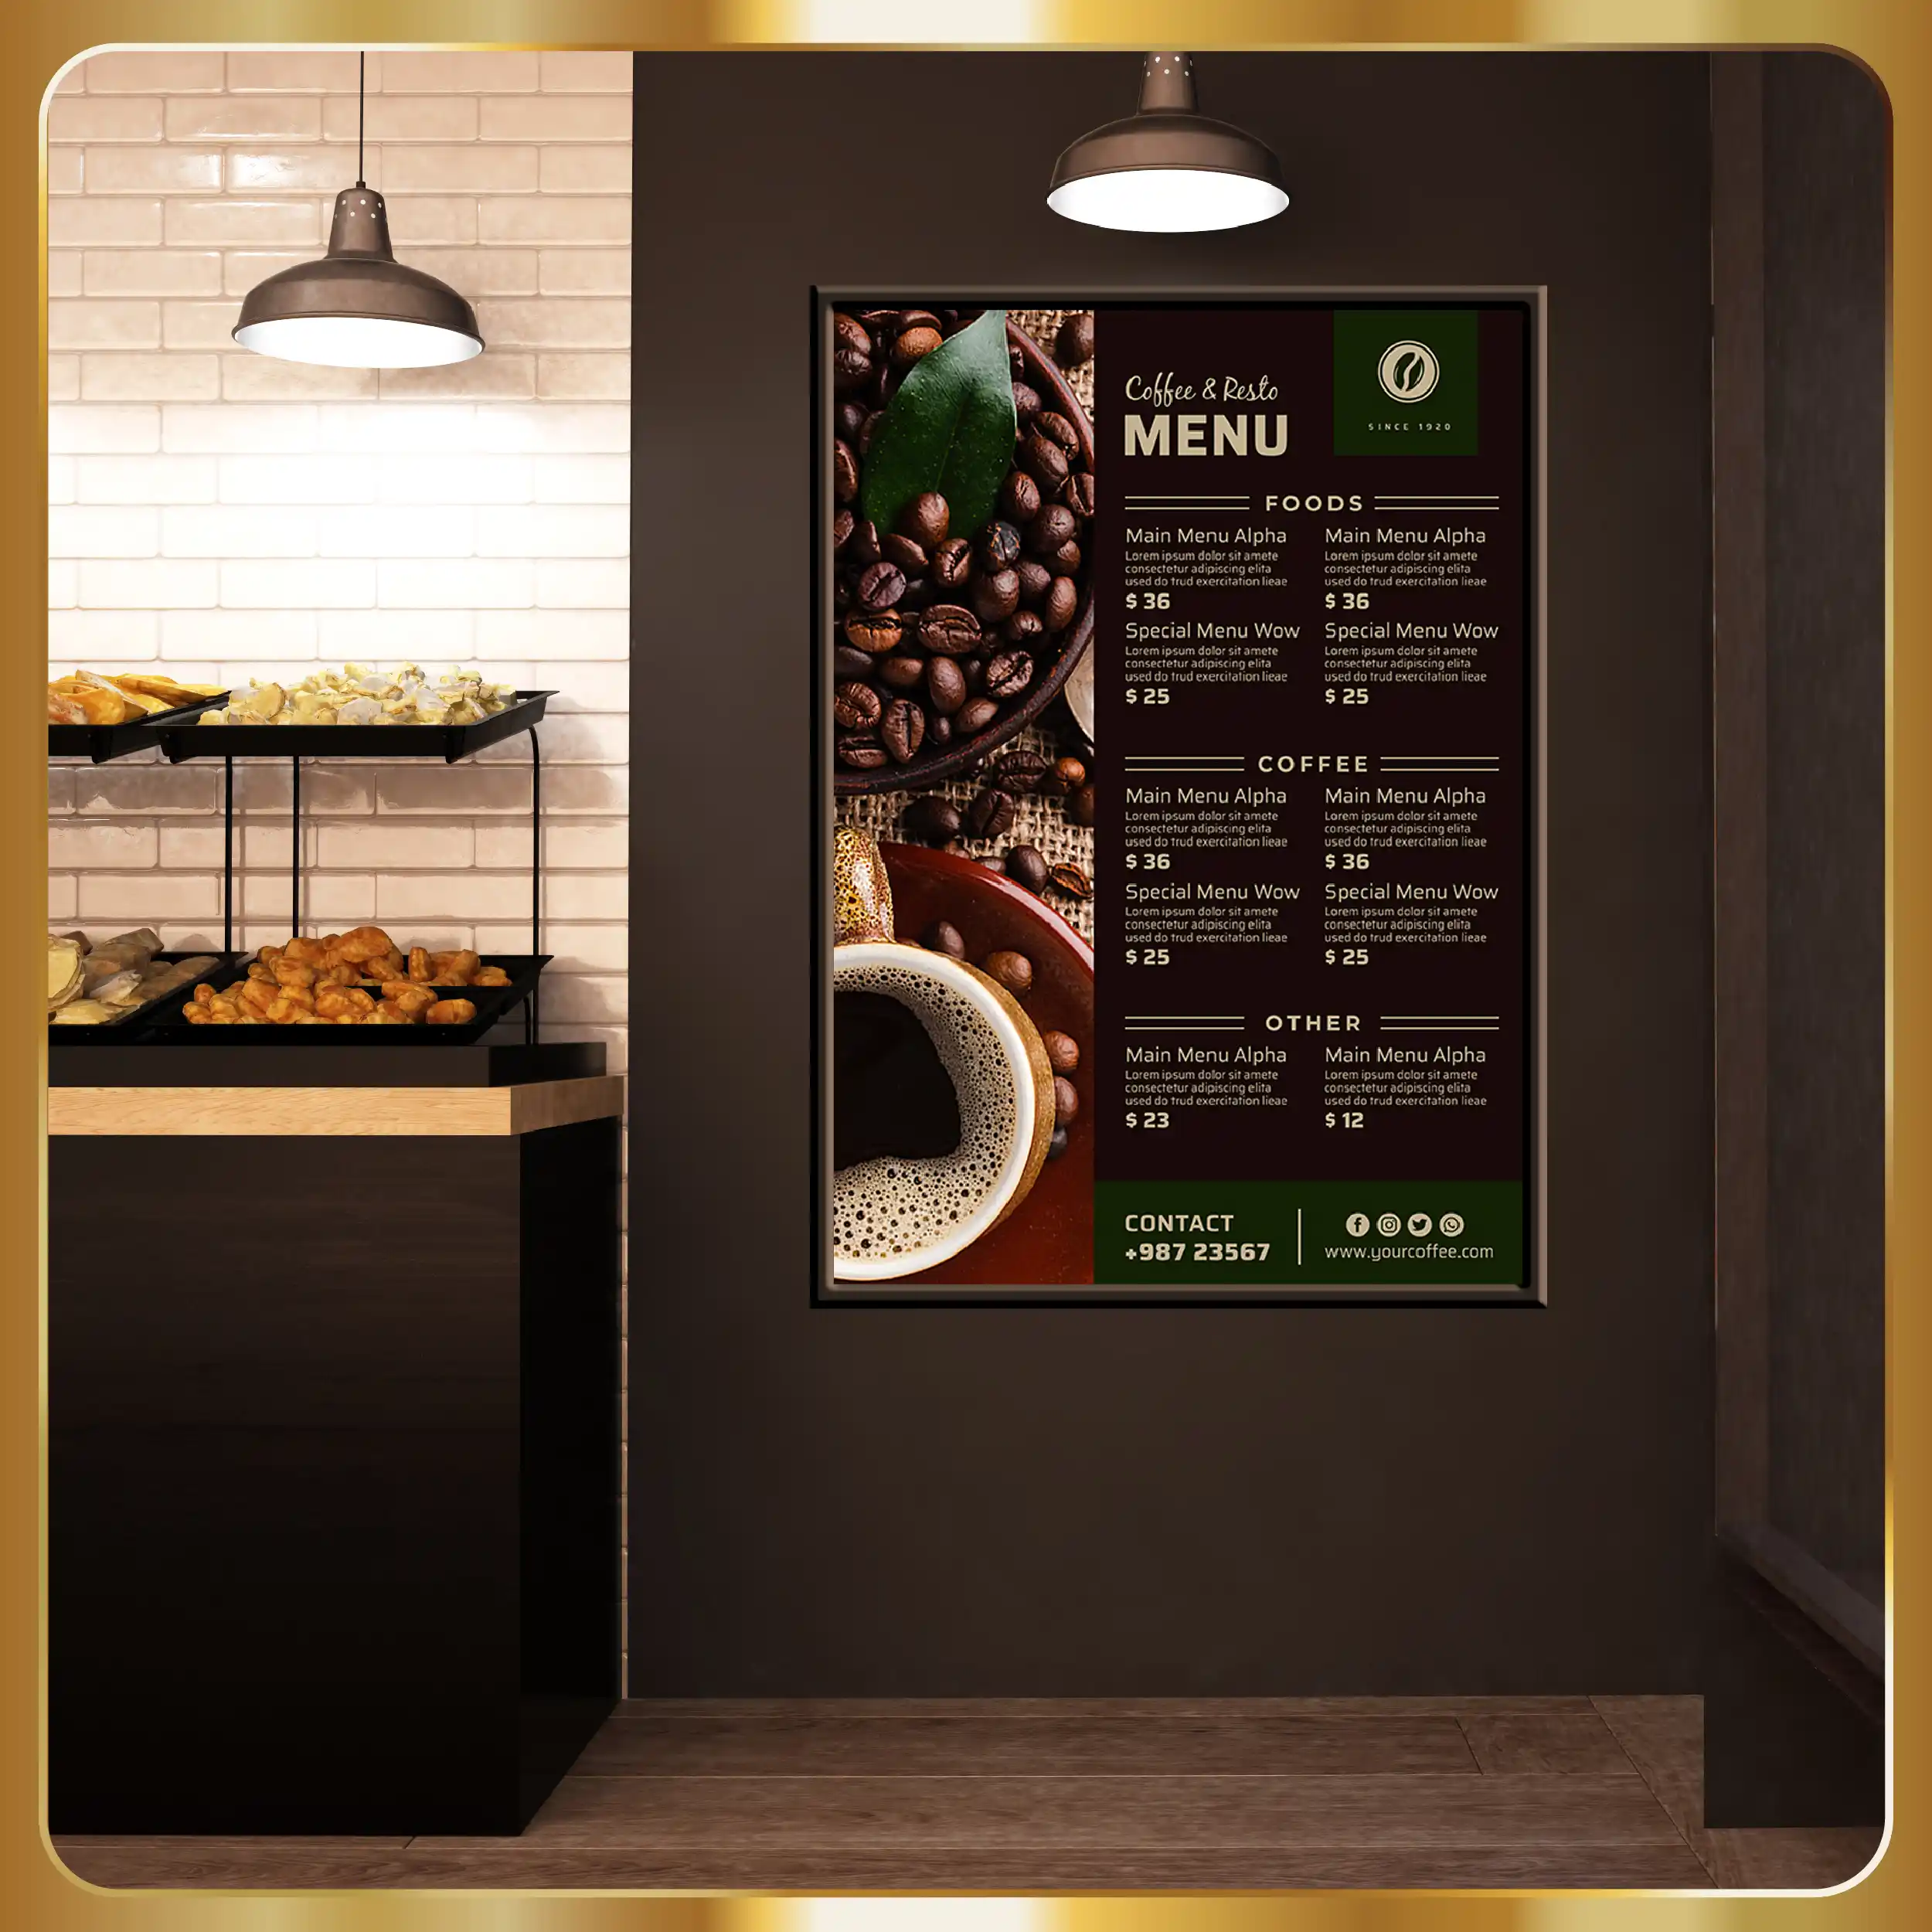 Coffee & Resto
MENU
SINCE 1920
FOODS
Main Menu Alpha
Lorem ipsum dolor sit amete
consectetur adipiscing elita
used do trud exercitation lieae
$ 36
Main Menu Alpha
Lorem ipsum dolor sit amete
consectetur adipiscing elita
used do trud exercitation lieae
$ 36
Special Menu Wow
Lorem ipsum dolor sit amete
consectetur adipiscing elita
used do trud exercitation lieae
$ 25
Special Menu Wow
Lorem ipsum dolor sit amete
consectetur adipiscing elita
used do trud exercitation lieae
$ 25
COFFEE
Main Menu Alpha
Lorem ipsum dolor sit amete
consectetur adipiscing elita
used do trud exercitation lieae
$ 36
Main Menu Alpha
Lorem ipsum dolor sit amete
consectetur adipiscing elita
used do trud exercitation lieae
$ 36
Special Menu Wow
Lorem ipsum dolor sit amete
consectetur adipiscing elita
used do trud exercitation lieae
$ 25
Special Menu Wow
Lorem ipsum dolor sit amete
consectetur adipiscing elita
used do trud exercitation lieae
$ 25
OTHER
Main Menu Alpha
Lorem ipsum dolor sit amete
consectetur adipiscing elita
used do trud exercitation lieae
$ 23
Main Menu Alpha
Lorem ipsum dolor sit amete
consectetur adipiscing elita
used do trud exercitation lieae
$ 12
CONTACT
+987 23567
www.yourcoffee.com